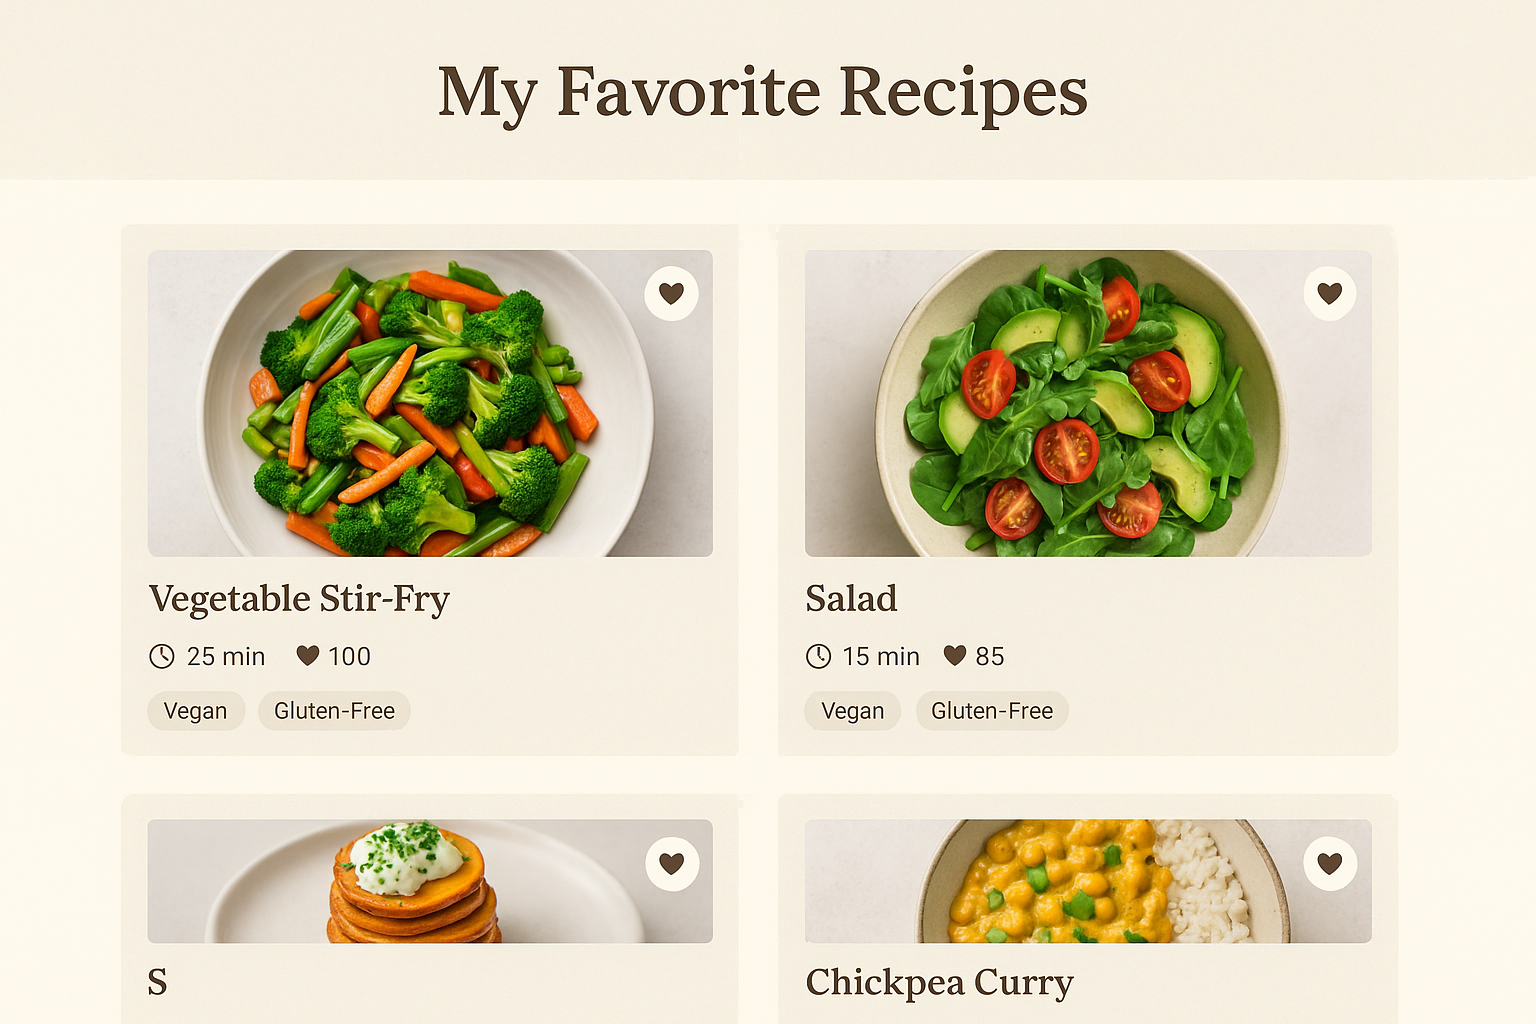 My Favorite Recipes
Vegetable Stir-Fry
25 min 100
Vegan Gluten-Free
Salad
15 min 85
Vegan Gluten-Free
S
Chickpea Curry